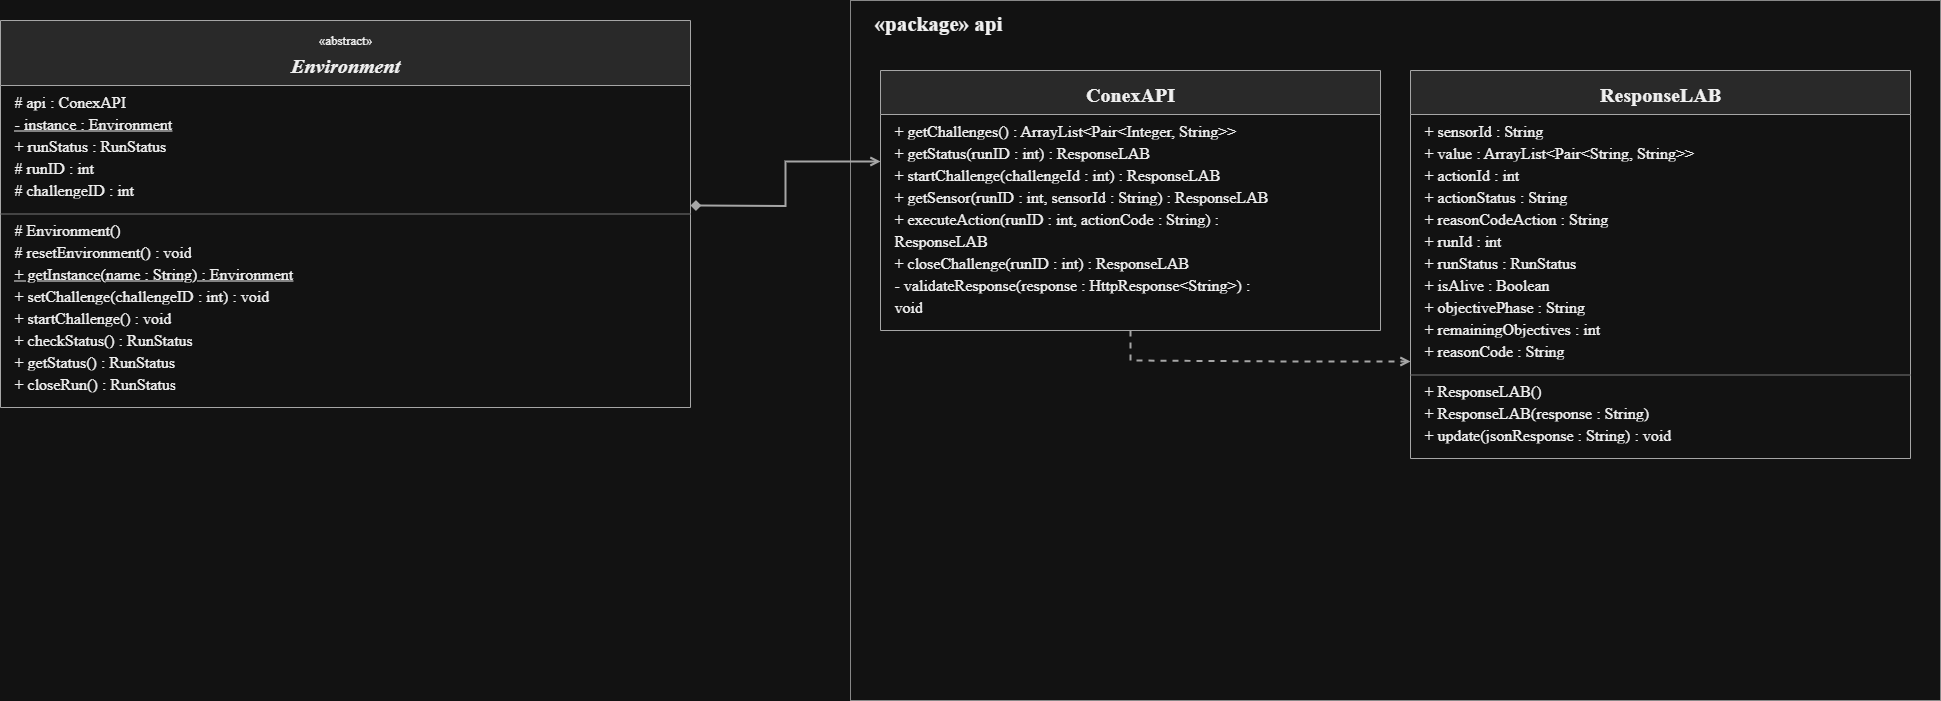 «abstract»
Environment
# api : ConexAPI
- instance : Environment
+ runStatus : RunStatus
# runID : int
# challengeID : int
# Environment()
# resetEnvironment() : void
+ getInstance(name : String) : Environment
+ setChallenge(challengeID : int) : void
+ startChallenge() : void
+ checkStatus() : RunStatus
+ getStatus() : RunStatus
+ closeRun() : RunStatus
«package» api
ConexAPI
+ getChallenges() : ArrayList<Pair<Integer, String>>
+ getStatus(runID : int) : ResponseLAB
+ startChallenge(challengeId : int) : ResponseLAB
+ getSensor(runID : int, sensorId : String) : ResponseLAB
+ executeAction(runID : int, actionCode : String) :
ResponseLAB
+ closeChallenge(runID : int) : ResponseLAB
- validateResponse(response : HttpResponse<String>) :
void
ResponseLAB
+ sensorId : String
+ value : ArrayList<Pair<String, String>>
+ actionId : int
+ actionStatus : String
+ reasonCodeAction : String
+ runId : int
+ runStatus : RunStatus
+ isAlive : Boolean
+ objectivePhase : String
+ remainingObjectives : int
+ reasonCode : String
+ ResponseLAB()
+ ResponseLAB(response : String)
+ update(jsonResponse : String) : void